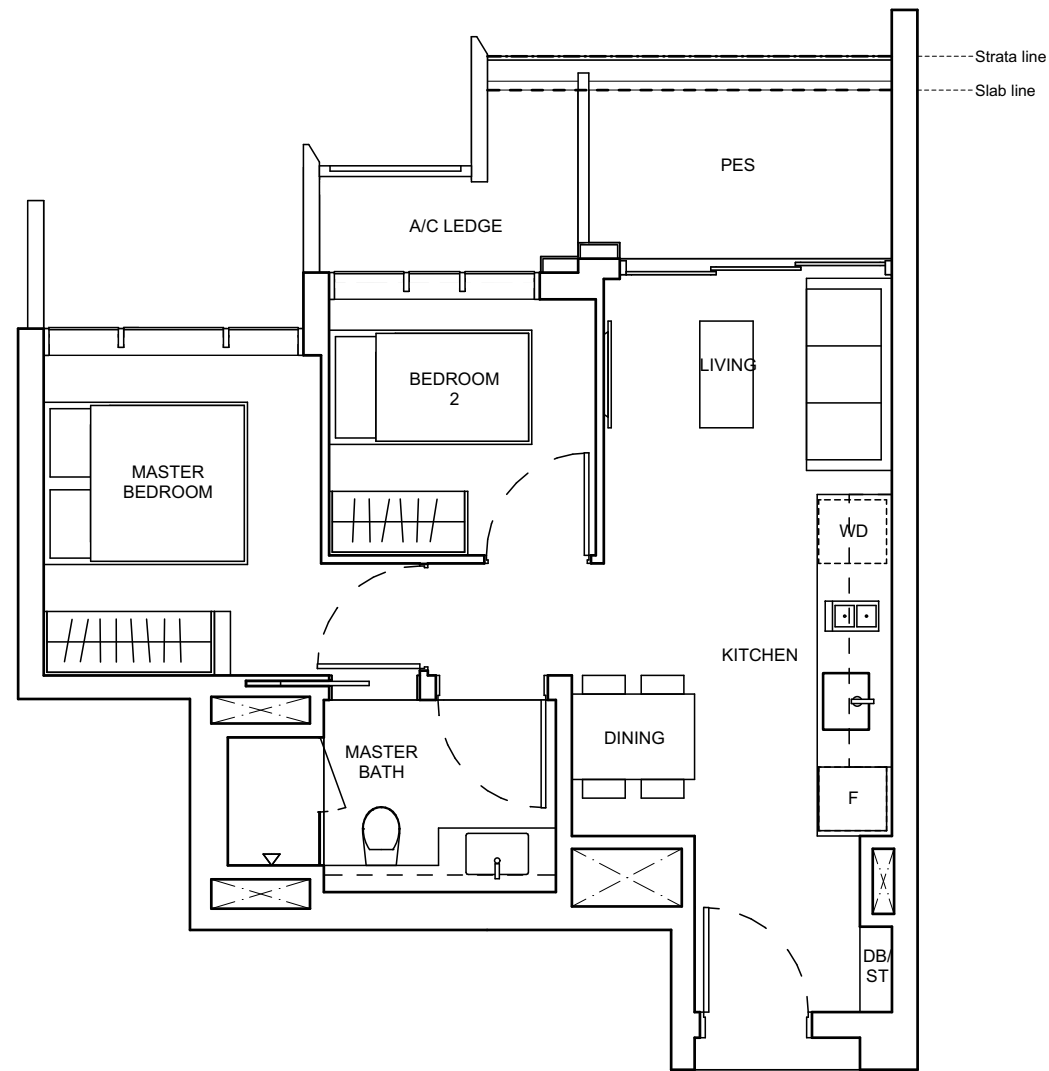 Strata line
Slab line
PES
A/C LEDGE
LIVING
BEDROOM
2
MASTER
BEDROOM
WD
KITCHEN
DINING
MASTER
BATH
F
DB/
ST